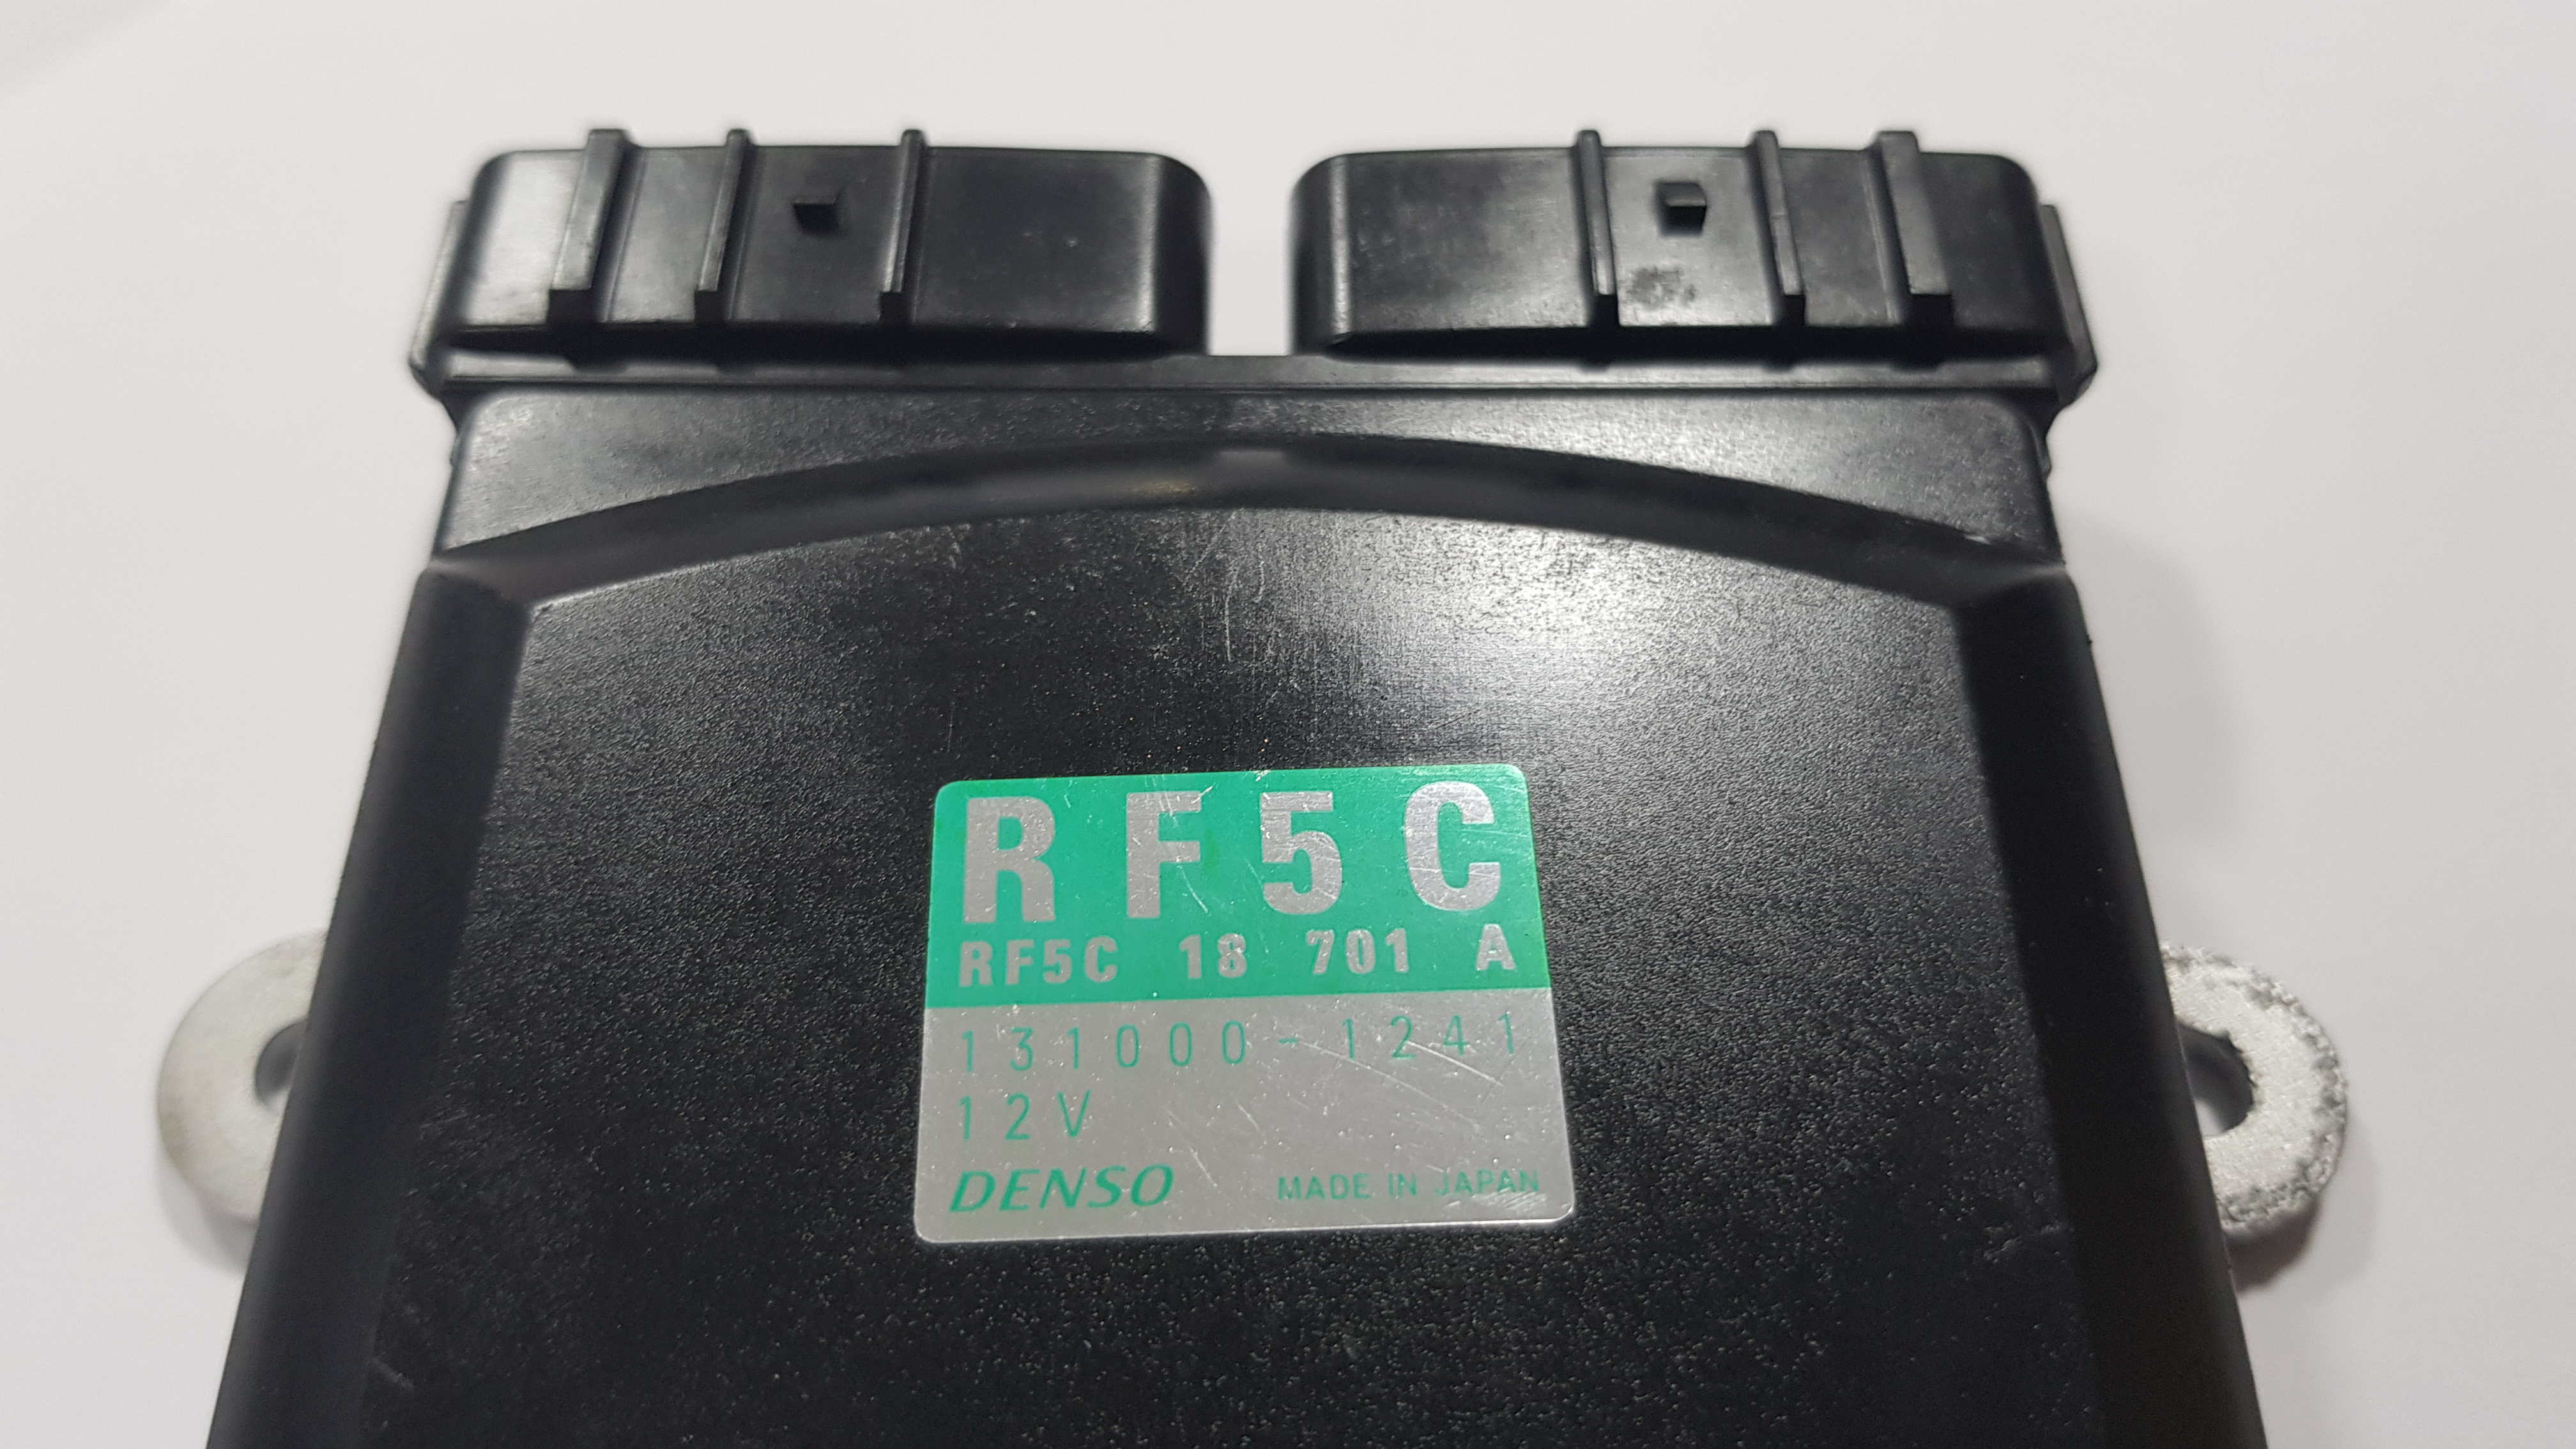 RF5C
RF5C 18 701 A
131000-1241
12V
DENSO MADE IN JAPAN